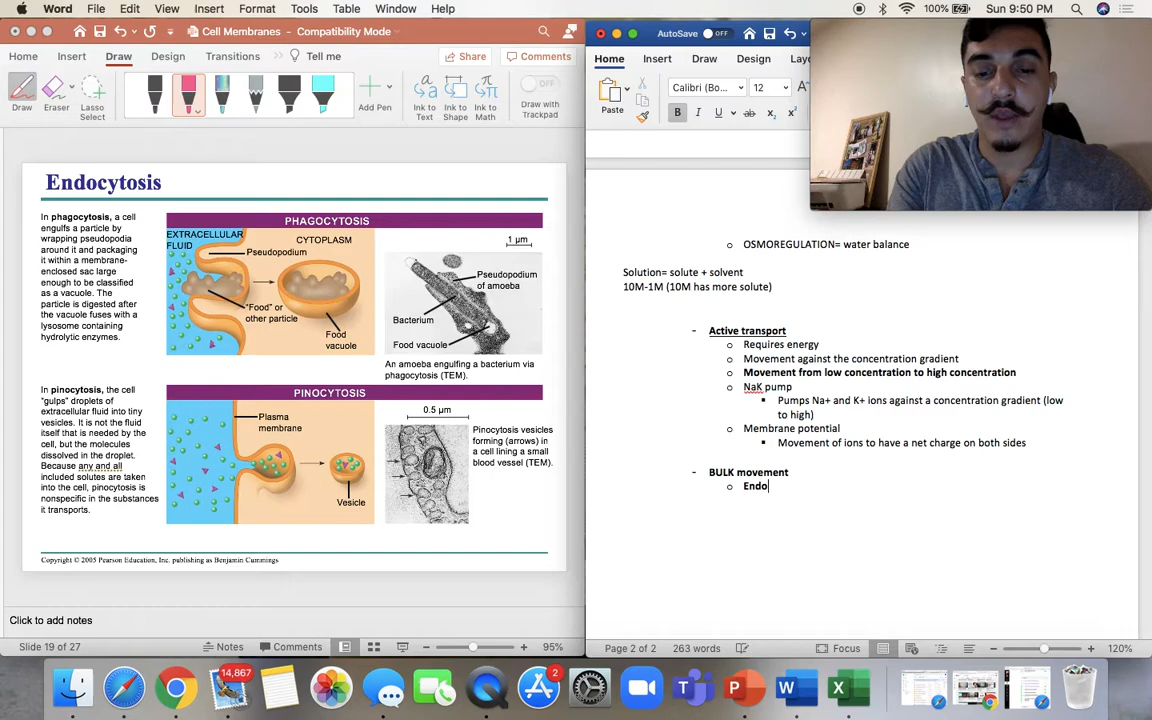 Word File Edit View Insert Format Tools Table Window Help 100% Sun 9:50 PM
Cell Membranes - Compatibility Mode
Home Insert Draw Design Transitions Tell me Share Comments
Draw Eraser Lasso Select Add Pen Ink to Text Ink to Shape Ink to Math OFF Draw with Trackpad
AutoSave OFF
Home Insert Draw Design
Paste Calibri (Bo... 12
B I U ab x₂ x²
Endocytosis
In phagocytosis, a cell
engulfs a particle by
wrapping pseudopodia
around it and packaging
it within a membrane-
enclosed sac large
enough to be classified
as a vacuole. The
particle is digested after
the vacuole fuses with a
lysosome containing
hydrolytic enzymes.
PHAGOCYTOSIS
EXTRACELLULAR
FLUID
CYTOPLASM
Pseudopodium
"Food" or
other particle
Food
vacuole
1 µm
Pseudopodium
of amoeba
Bacterium
Food vacuole
An amoeba engulfing a bacterium via
phagocytosis (TEM).
In pinocytosis, the cell
"gulps" droplets of
extracellular fluid into tiny
vesicles. It is not the fluid
itself that is needed by the
cell, but the molecules
dissolved in the droplet.
Because any and all
included solutes are taken
into the cell, pinocytosis is
nonspecific in the substances
it transports.
PINOCYTOSIS
Plasma
membrane
Vesicle
0.5 µm
Pinocytosis vesicles
forming (arrows) in
a cell lining a small
blood vessel (TEM).
Copyright © 2005 Pearson Education, Inc. publishing as Benjamin Cummings
Click to add notes
Slide 19 of 27 Notes Comments 95%
o OSMOREGULATION= water balance
Solution= solute + solvent
10M-1M (10M has more solute)
- Active transport
o Requires energy
o Movement against the concentration gradient
o Movement from low concentration to high concentration
o NaK pump
▪ Pumps Na+ and K+ ions against a concentration gradient (low
to high)
o Membrane potential
▪ Movement of ions to have a net charge on both sides
- BULK movement
o Endo
Page 2 of 2 263 words Focus 120%
14,867
2